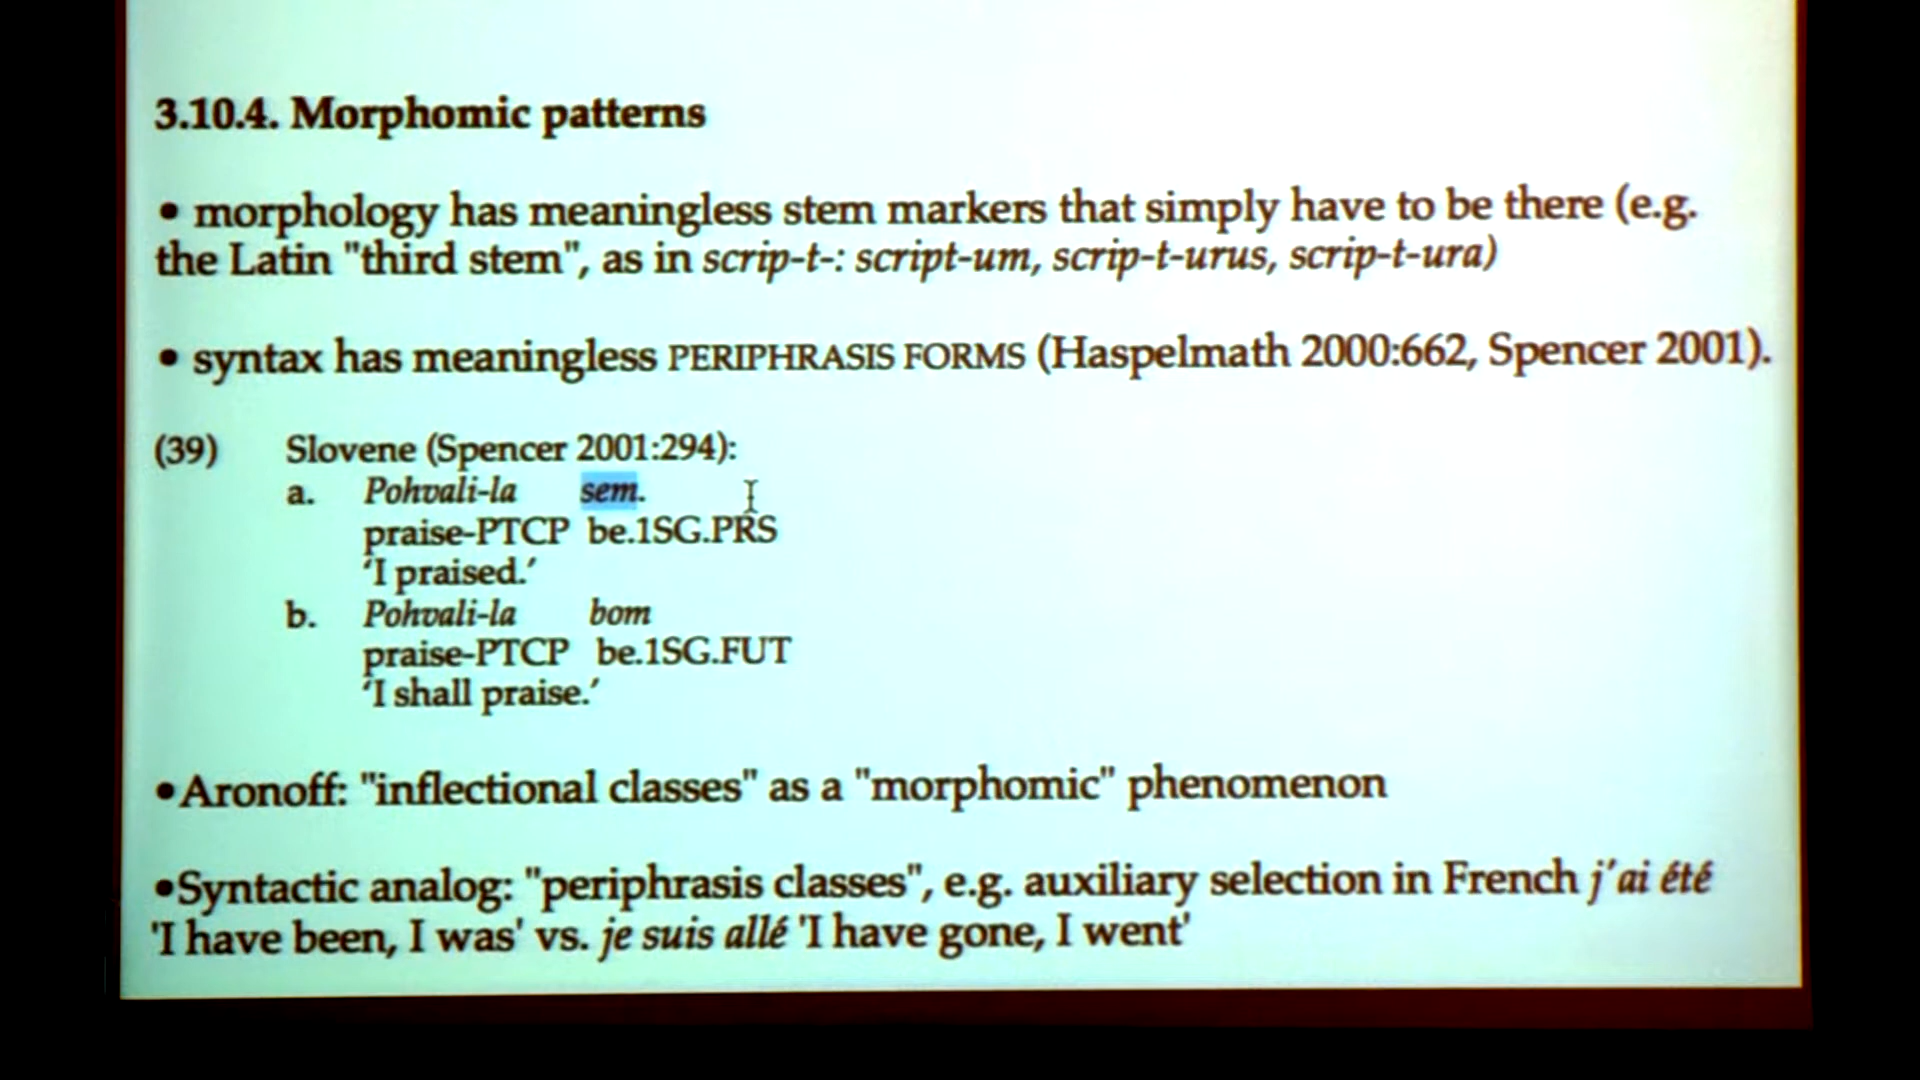 3.10.4. Morphomic patterns
• morphology has meaningless stem markers that simply have to be there (e.g.
the Latin "third stem", as in scrip-t-: script-um, scrip-t-urus, scrip-t-ura)
• syntax has meaningless PERIPHRASIS FORMS (Haspelmath 2000:662, Spencer 2001).
(39) Slovene (Spencer 2001:294):
a. Pohvali-la sem.
praise-PTCP be.1SG.PRS
‘I praised.’
b. Pohvali-la bom
praise-PTCP be.1SG.FUT
‘I shall praise.’
•Aronoff: "inflectional classes" as a "morphomic" phenomenon
•Syntactic analog: "periphrasis classes", e.g. auxiliary selection in French j’ai été
'I have been, I was' vs. je suis allé 'I have gone, I went'